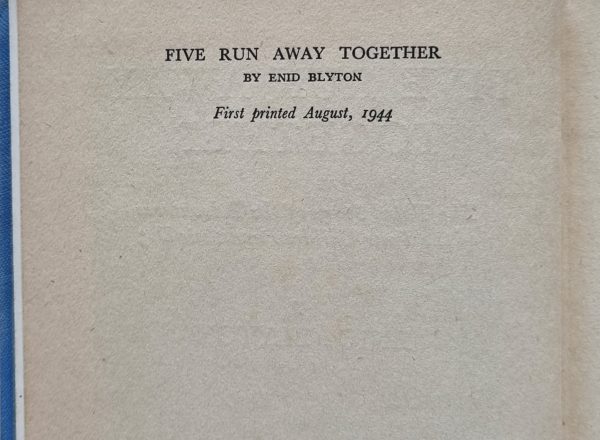 FIVE RUN AWAY TOGETHER
BY ENID BLYTON
First printed August, 1944